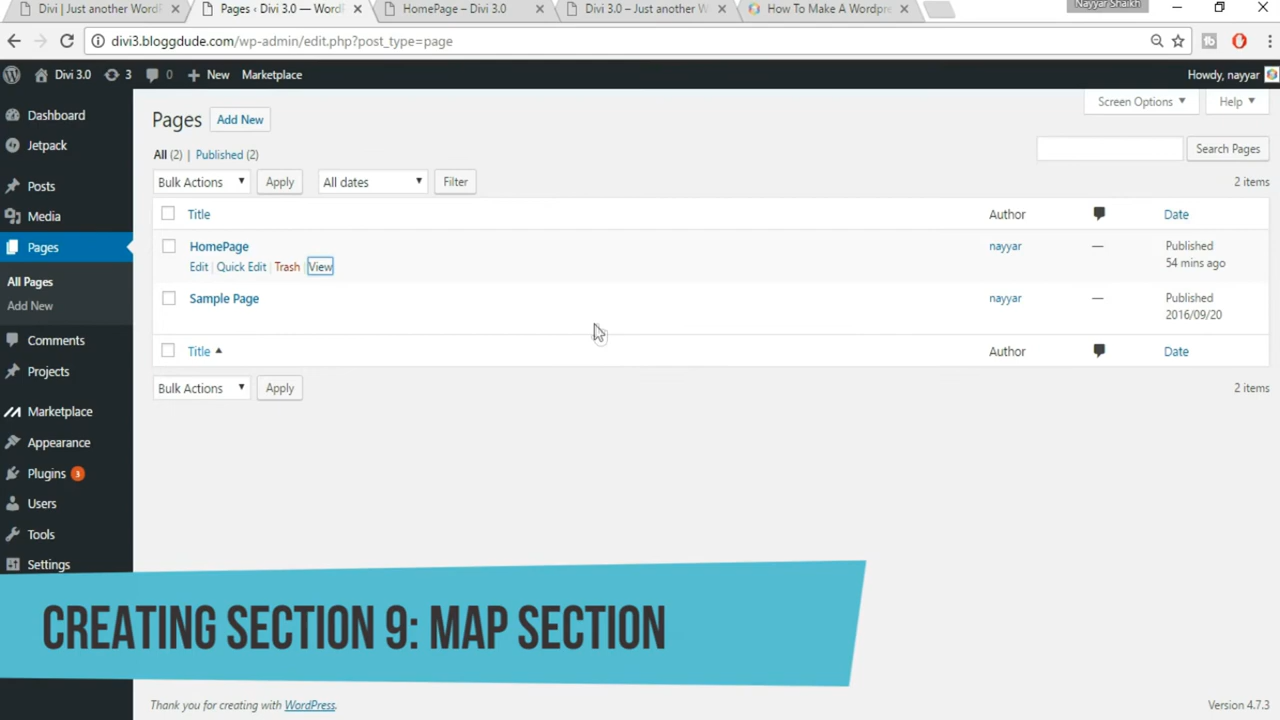 Divi | Just another WordP
Pages ‹ Divi 3.0 — Word
HomePage – Divi 3.0
Divi 3.0 – Just another W
How To Make A Wordpre
Nayyar Shaikh
divi3.bloggdude.com/wp-admin/edit.php?post_type=page
Divi 3.0
3
0
New
Marketplace
Howdy, nayyar
Dashboard
Jetpack
Posts
Media
Pages
All Pages
Add New
Comments
Projects
Marketplace
Appearance
Plugins 3
Users
Tools
Settings
Pages
Add New
Screen Options
Help
All (2) | Published (2)
Search Pages
Bulk Actions
Apply
All dates
Filter
2 items
Title
Author
Date
HomePage
nayyar
—
Published
Edit | Quick Edit | Trash | View
54 mins ago
Sample Page
nayyar
—
Published
2016/09/20
Title
Author
Date
Bulk Actions
Apply
2 items
CREATING SECTION 9: MAP SECTION
Thank you for creating with WordPress.
Version 4.7.3